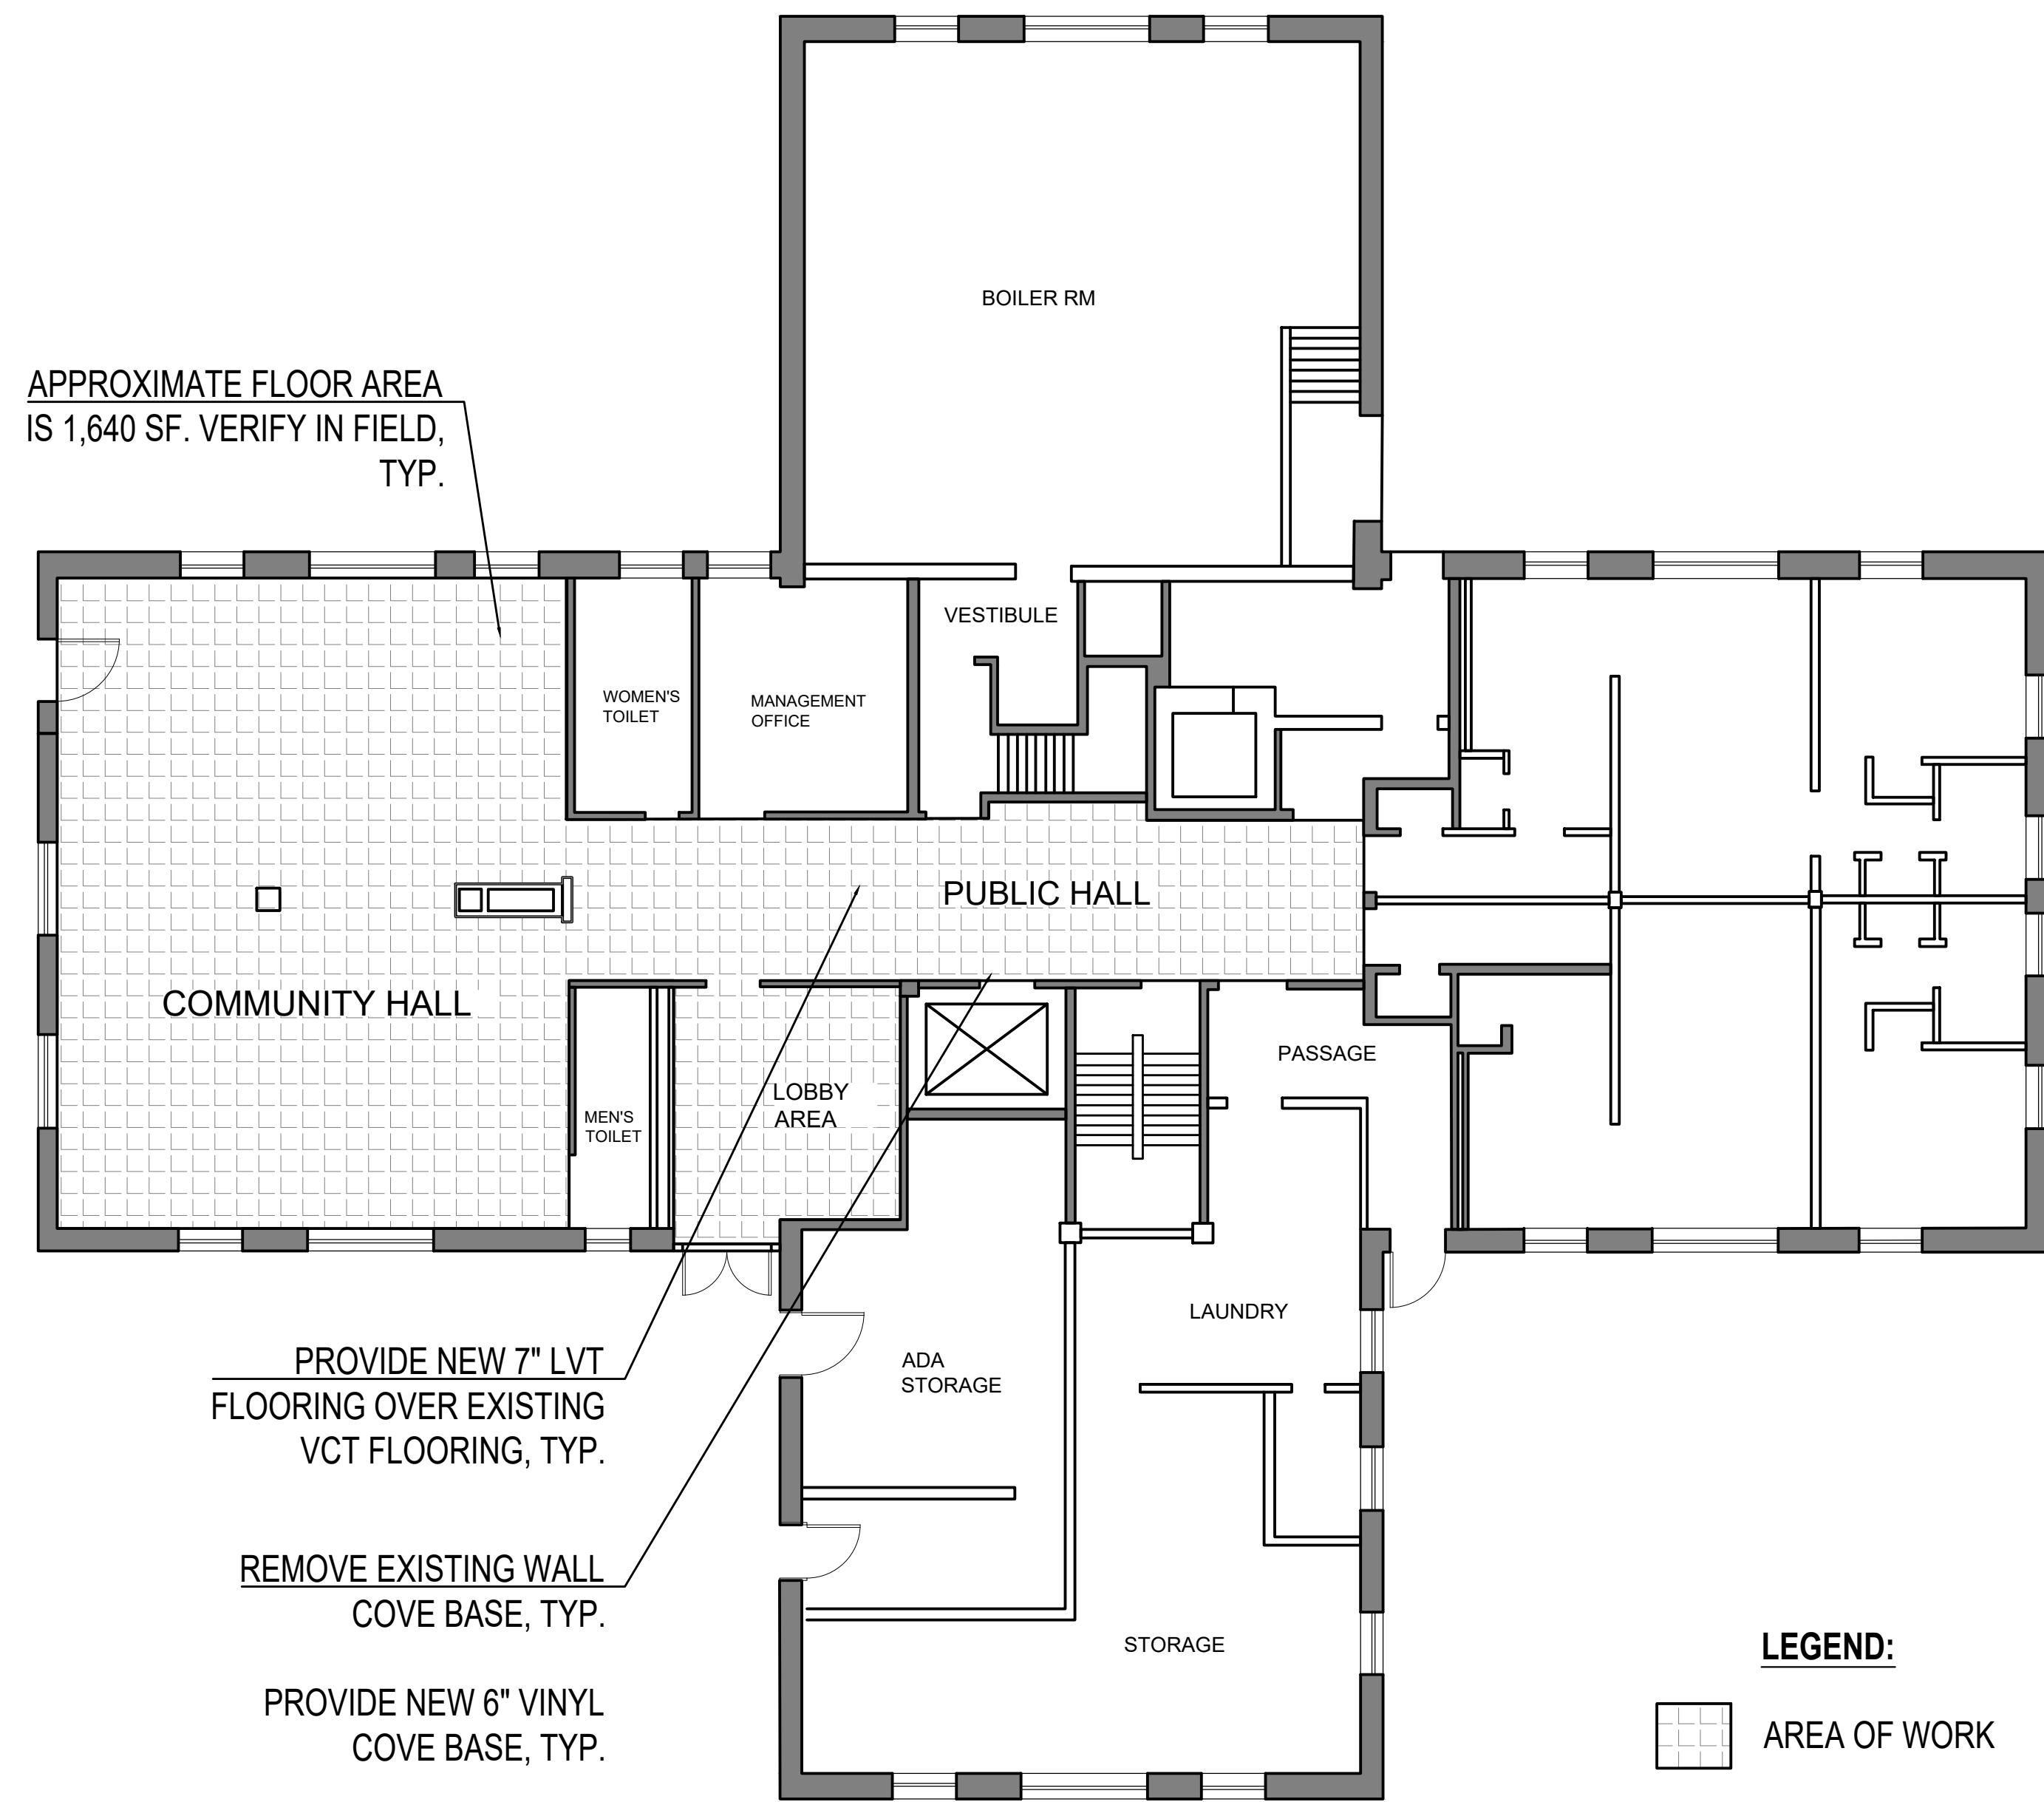 BOILER RM
APPROXIMATE FLOOR AREA
IS 1,640 SF. VERIFY IN FIELD,
TYP.
VESTIBULE
WOMEN'S
TOILET
MANAGEMENT
OFFICE
PUBLIC HALL
COMMUNITY HALL
PASSAGE
LOBBY
AREA
MEN'S
TOILET
LAUNDRY
ADA
STORAGE
PROVIDE NEW 7" LVT
FLOORING OVER EXISTING
VCT FLOORING, TYP.
REMOVE EXISTING WALL
COVE BASE, TYP.
PROVIDE NEW 6" VINYL
COVE BASE, TYP.
STORAGE
LEGEND:
AREA OF WORK